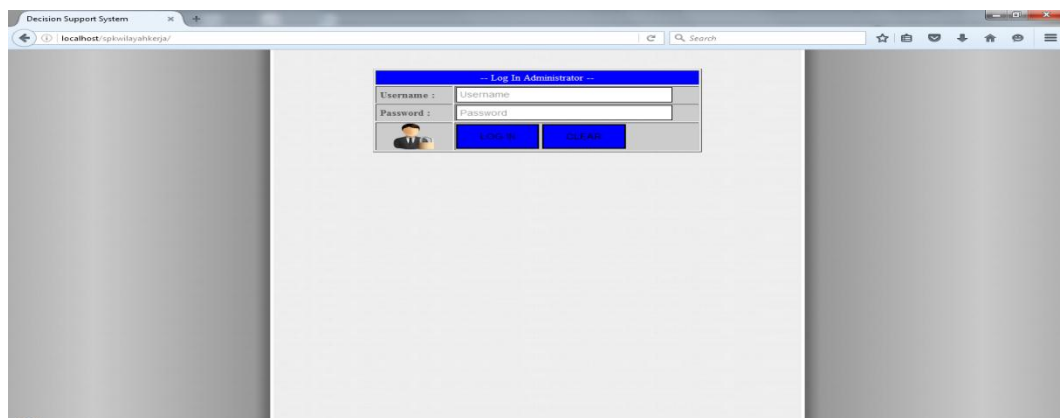 Decision Support System
localhost/spkwilayahkerja/
Search
-- Log In Administrator --
Username :
Username
Password :
Password
LOG IN
CLEAR